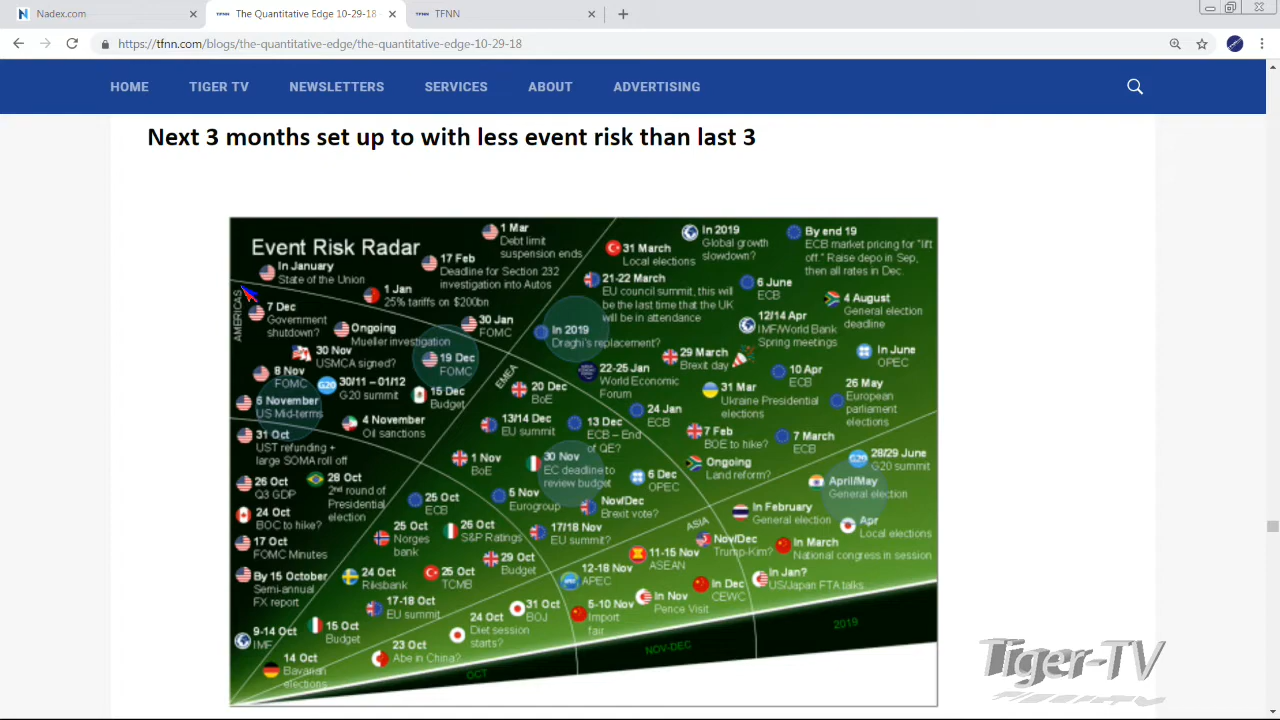 Nadex.com
The Quantitative Edge 10-29-18
TFNN
https://tfnn.com/blogs/the-quantitative-edge/the-quantitative-edge-10-29-18
HOME
TIGER TV
NEWSLETTERS
SERVICES
ABOUT
ADVERTISING
Next 3 months set up to with less event risk than last 3
Event Risk Radar
In January
State of the Union
1 Mar
Debt limit
suspension ends
17 Feb
Deadline for Section 232
investigation into Autos
1 Jan
25% tariffs on $200bn
AMERICAS
7 Dec
Government
shutdown?
Ongoing
Mueller investigation
30 Jan
FOMC
30 Nov
USMCA signed?
19 Dec
FOMC
8 Nov
FOMC
G20
30/11 – 01/12
G20 summit
15 Dec
Budget
6 November
US Mid-terms
4 November
Oil sanctions
31 Oct
UST refunding +
large SOMA roll off
26 Oct
Q3 GDP
28 Oct
2nd round of
Presidential
election
24 Oct
BOC to hike?
17 Oct
FOMC Minutes
By 15 October
Semi-annual
FX report
9-14 Oct
IMF
31 March
Local elections
In 2019
Global growth
slowdown?
By end 19
ECB market pricing for "lift
off." Raise depo in Sep,
then all rates in Dec.
21-22 March
EU council summit, this will
be the last time that the UK
will be in attendance
6 June
ECB
4 August
General election
deadline
In 2019
Draghi's replacement?
12/14 Apr
IMF/World Bank
Spring meetings
29 March
Brexit day
In June
OPEC
EMEA
22-25 Jan
World Economic
Forum
10 Apr
ECB
20 Dec
BoE
31 Mar
Ukraine Presidential
elections
26 May
European
parliament
elections
24 Jan
ECB
13/14 Dec
EU summit
13 Dec
ECB – End
of QE?
7 Feb
BOE to hike?
7 March
ECB
1 Nov
BoE
30 Nov
EC deadline to
review budget
6 Dec
OPEC
Ongoing
Land reform?
G20
28/29 June
G20 summit
25 Oct
ECB
5 Nov
Eurogroup
Nov/Dec
Brexit vote?
April/May
General election
25 Oct
Norges
bank
26 Oct
S&P Ratings
17/18 Nov
EU summit?
ASIA
In February
General election
Apr
Local elections
29 Oct
Budget
11-15 Nov
ASEAN
Nov/Dec
Trump-Kim?
In March
National congress in session
24 Oct
Riksbank
25 Oct
TCMB
12-18 Nov
APEC
In Dec
CEWC
In Jan?
US/Japan FTA talks
17-18 Oct
EU summit
31 Oct
BOJ
5-10 Nov
Import
fair
In Nov
Pence Visit
15 Oct
Budget
24 Oct
Diet session
starts?
23 Oct
Abe in China?
14 Oct
Bavarian
elections
OCT
NOV-DEC
2019
Tiger-TV